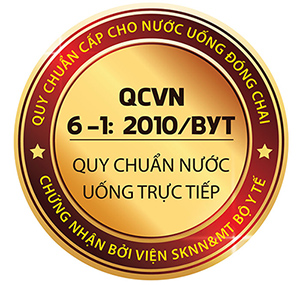 QUY CHUẨN CẤP CHO NƯỚC UỐNG ĐÓNG CHAI
QCVN
6 -1: 2010/BYT
QUY CHUẨN NƯỚC
UỐNG TRỰC TIẾP
CHỨNG NHẬN BỞI VIỆN SKNN&MT BỘ Y TẾ